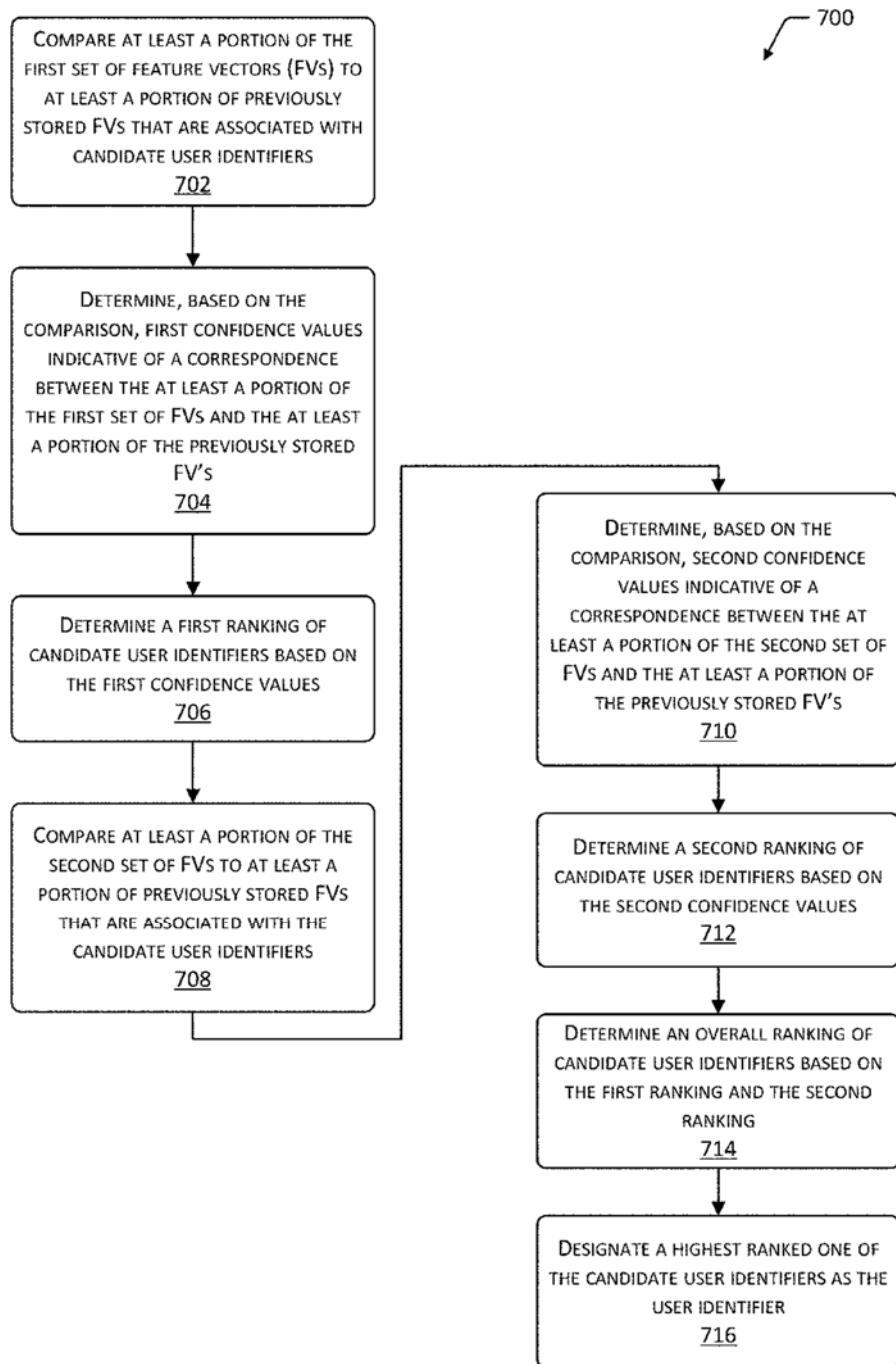 700
COMPARE AT LEAST A PORTION OF THE
FIRST SET OF FEATURE VECTORS (FVS) TO
AT LEAST A PORTION OF PREVIOUSLY
STORED FVS THAT ARE ASSOCIATED WITH
CANDIDATE USER IDENTIFIERS
702
DETERMINE, BASED ON THE
COMPARISON, FIRST CONFIDENCE VALUES
INDICATIVE OF A CORRESPONDENCE
BETWEEN THE AT LEAST A PORTION OF
THE FIRST SET OF FVS AND THE AT LEAST
A PORTION OF THE PREVIOUSLY STORED
FV'S
704
DETERMINE A FIRST RANKING OF
CANDIDATE USER IDENTIFIERS BASED ON
THE FIRST CONFIDENCE VALUES
706
COMPARE AT LEAST A PORTION OF THE
SECOND SET OF FVS TO AT LEAST A
PORTION OF PREVIOUSLY STORED FVS
THAT ARE ASSOCIATED WITH THE
CANDIDATE USER IDENTIFIERS
708
DETERMINE, BASED ON THE
COMPARISON, SECOND CONFIDENCE
VALUES INDICATIVE OF A
CORRESPONDENCE BETWEEN THE AT
LEAST A PORTION OF THE SECOND SET OF
FVS AND THE AT LEAST A PORTION OF
THE PREVIOUSLY STORED FV'S
710
DETERMINE A SECOND RANKING OF
CANDIDATE USER IDENTIFIERS BASED ON
THE SECOND CONFIDENCE VALUES
712
DETERMINE AN OVERALL RANKING OF
CANDIDATE USER IDENTIFIERS BASED ON
THE FIRST RANKING AND THE SECOND
RANKING
714
DESIGNATE A HIGHEST RANKED ONE OF
THE CANDIDATE USER IDENTIFIERS AS THE
USER IDENTIFIER
716